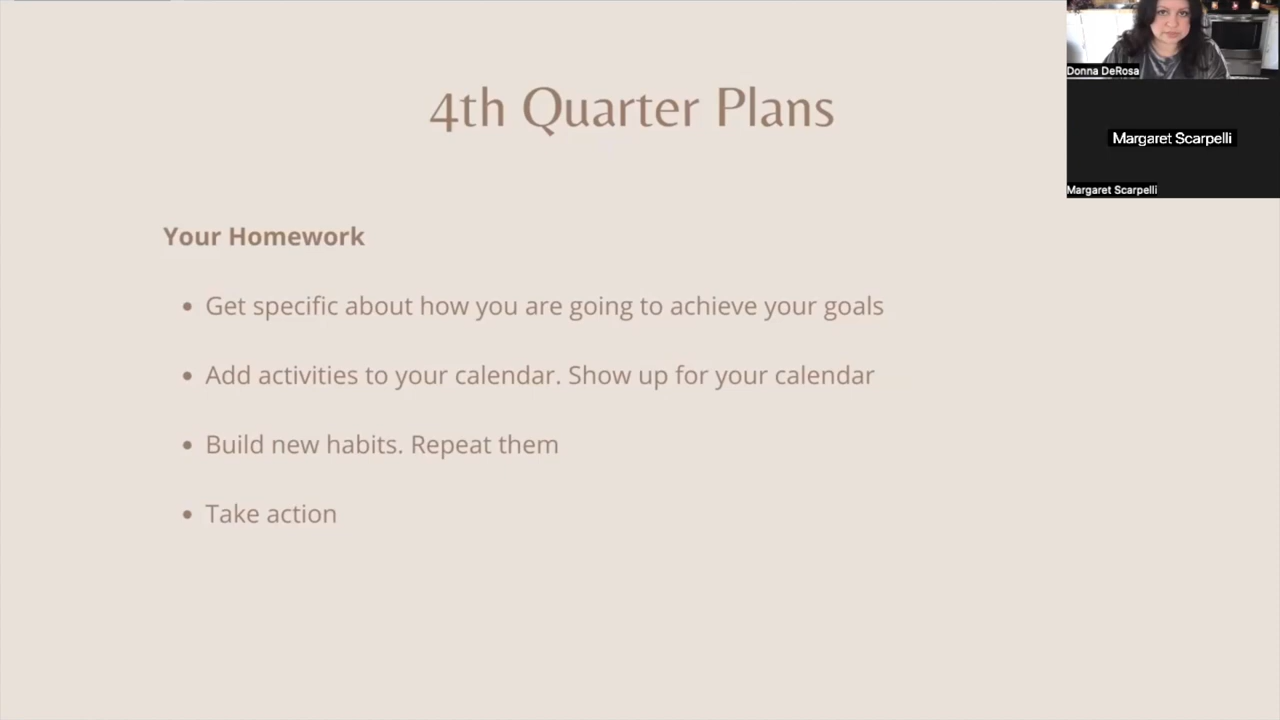 4th Quarter Plans
Donna DeRosa
Margaret Scarpelli
Margaret Scarpelli
Your Homework
Get specific about how you are going to achieve your goals
Add activities to your calendar. Show up for your calendar
Build new habits. Repeat them
Take action